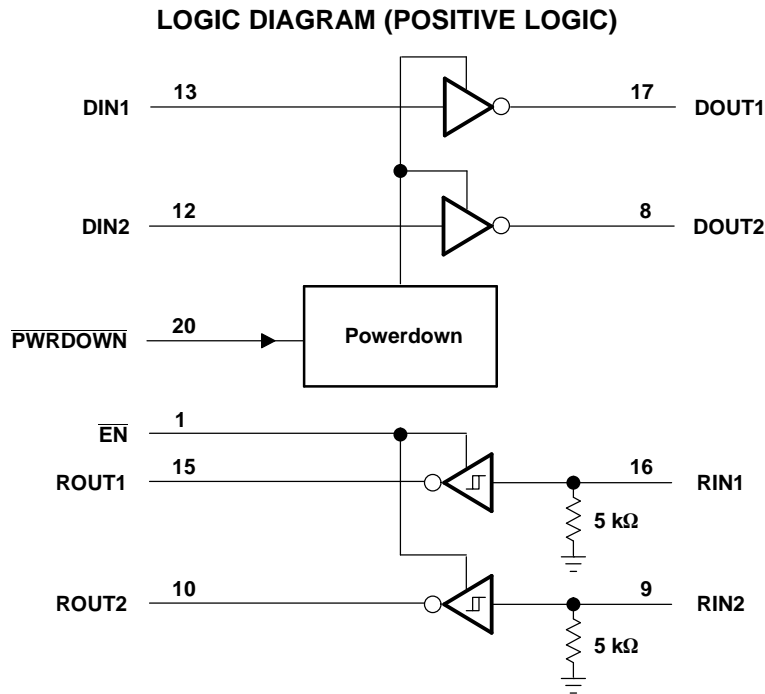 LOGIC DIAGRAM (POSITIVE LOGIC)
DIN1 13 17 DOUT1
DIN2 12 8 DOUT2
PWRDOWN 20 Powerdown
EN 1
ROUT1 15 16 RIN1
5 kΩ
ROUT2 10 9 RIN2
5 kΩ